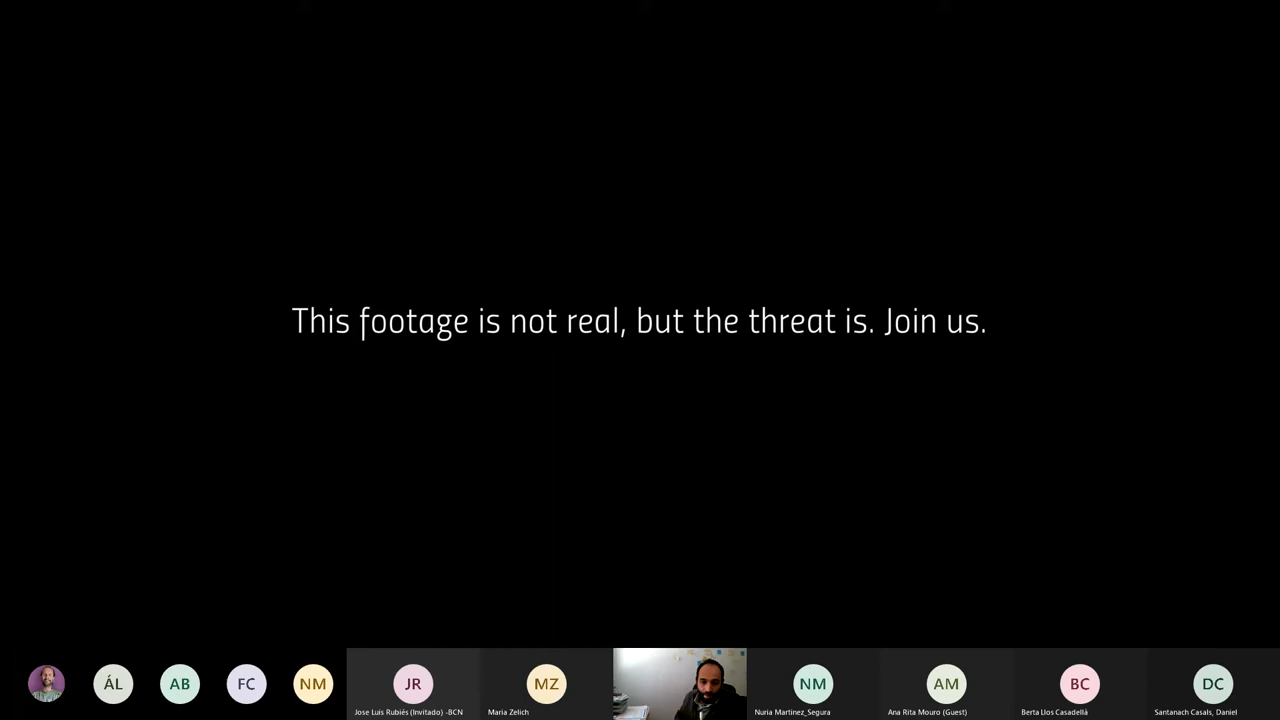 This footage is not real, but the threat is. Join us.
ÁL
AB
FC
NM
JR
MZ
NM
AM
BC
DC
Jose Luis Rubiés (Invitado) -BCN
Maria Zelich
Nuria Martinez_Segura
Ana Rita Mouro (Guest)
Berta Llos Casadellà
Santanach Casals, Daniel